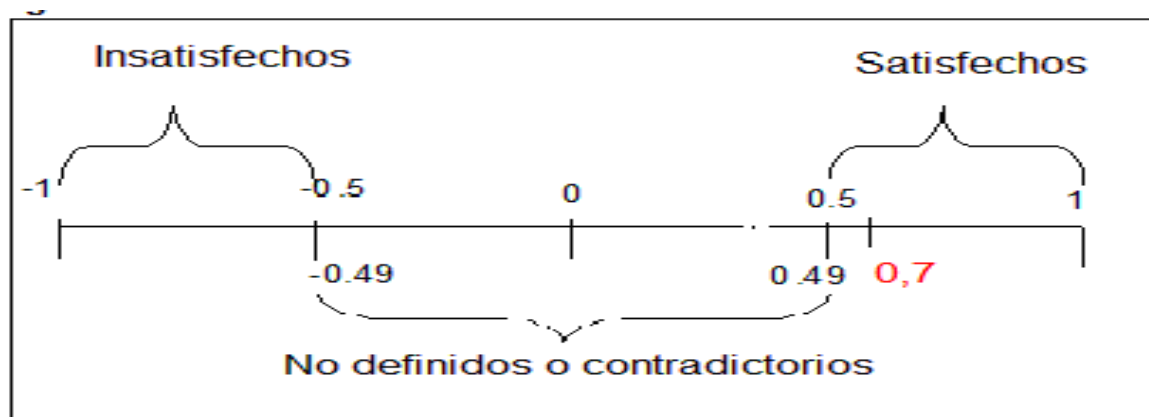 Insatisfechos
Satisfechos
-1 -0.5 0 0.5 1
-0.49 0.49 0,7
No definidos o contradictorios